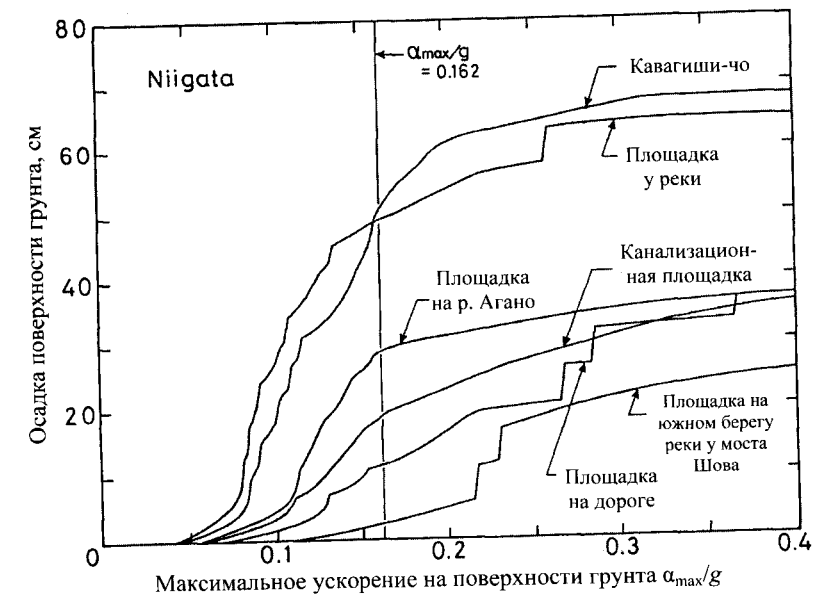 80
60
40
20
0
0.1
0.2
0.3
0.4
Осадка поверхности грунта, см
Niigata
αmax/g
= 0.162
Кавагиши-чо
Площадка
у реки
Площадка
на р. Агано
Канализацион-
ная площадка
Площадка на
южном берегу
реки у моста
Шова
Площадка
на дороге
Максимальное ускорение на поверхности грунта αmax/g